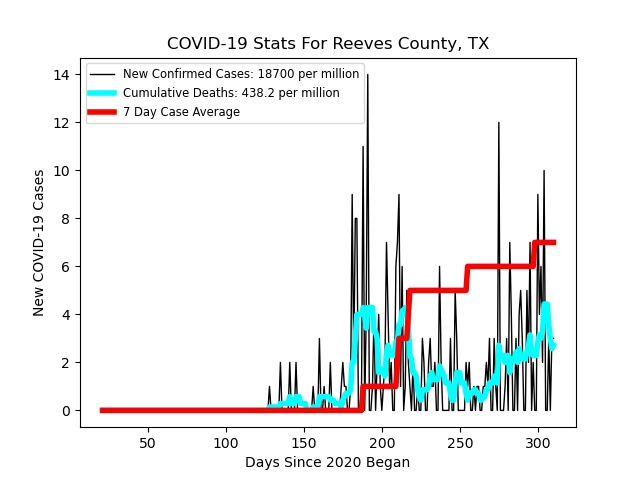 COVID-19 Stats For Reeves County, TX
New Confirmed Cases: 18700 per million
Cumulative Deaths: 438.2 per million
7 Day Case Average
New COVID-19 Cases
14
12
10
8
6
4
2
0
50
100
150
200
250
300
Days Since 2020 Began